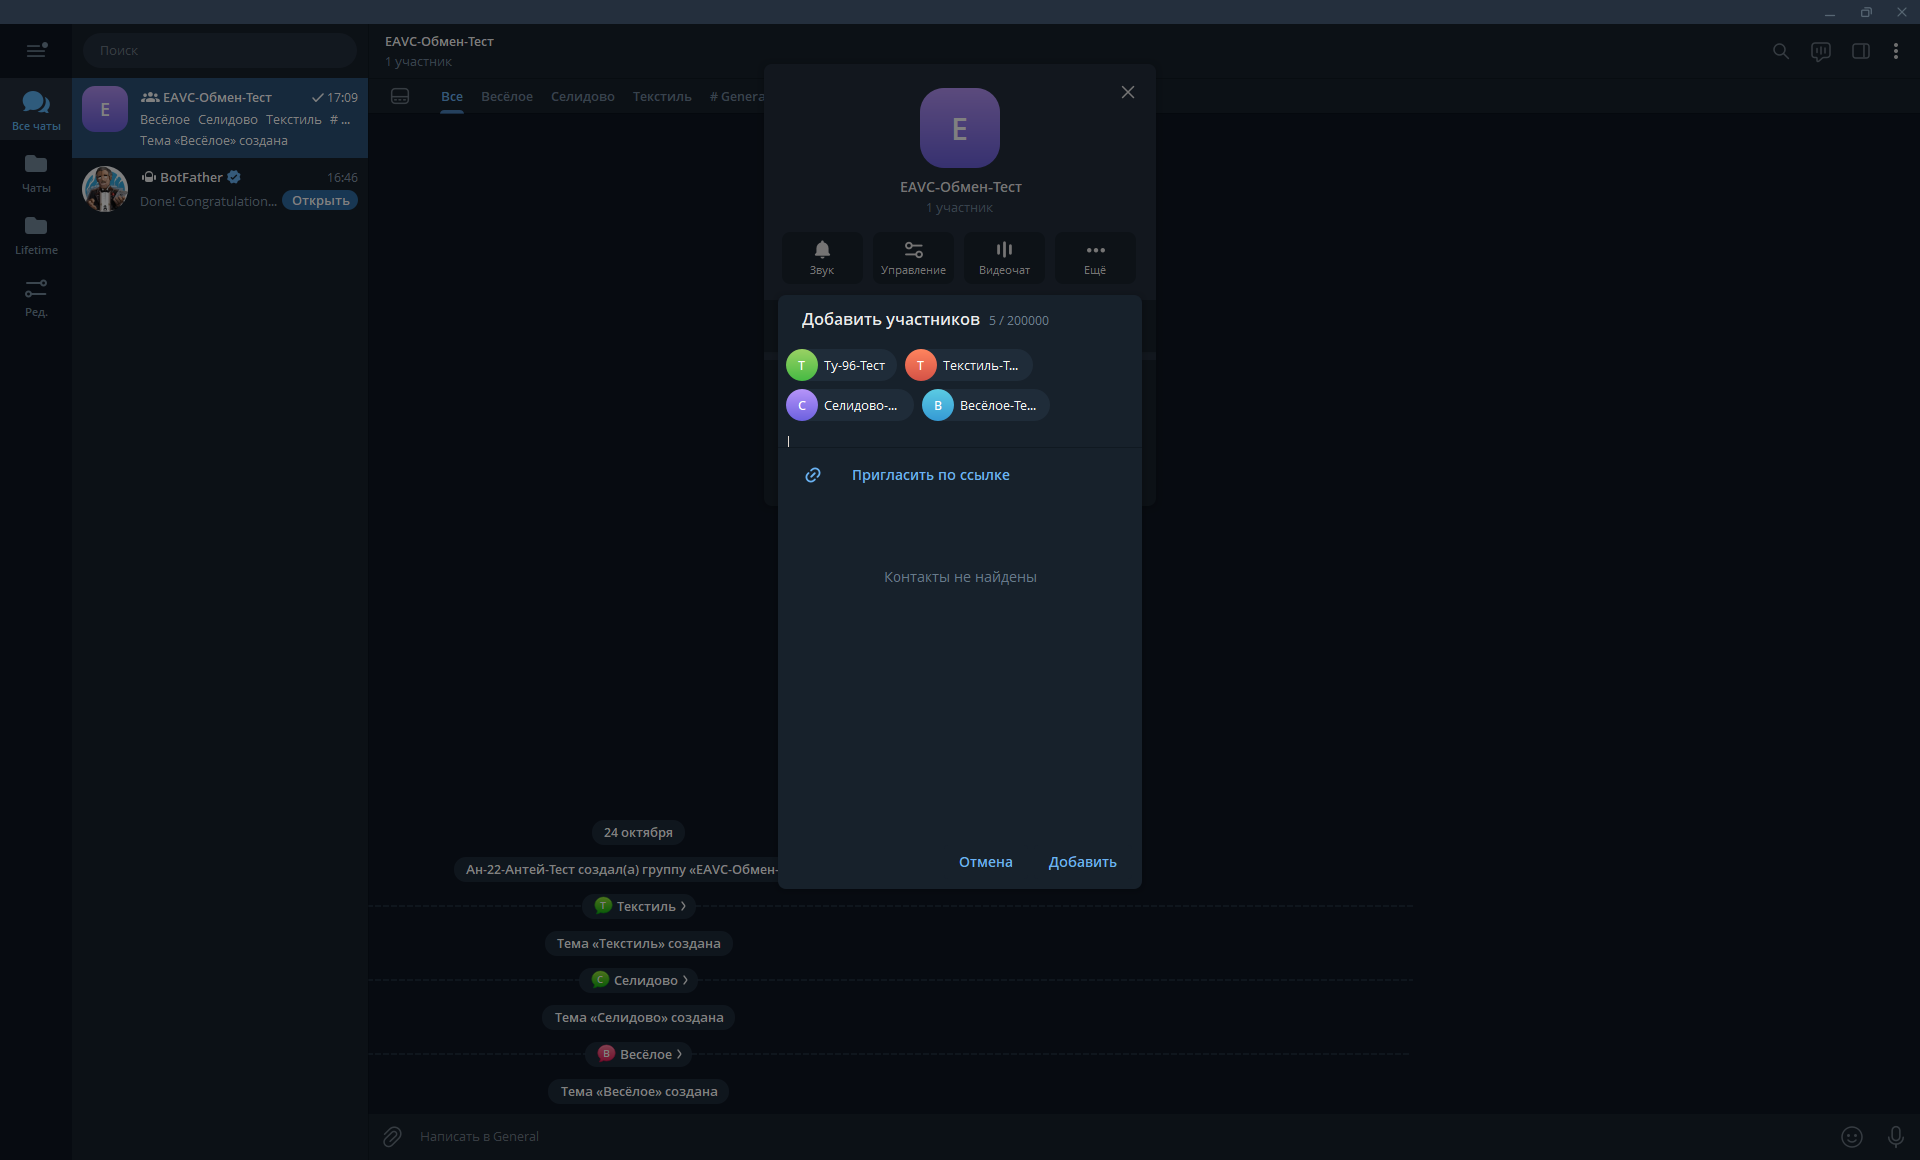 Поиск
Все чаты
Чаты
Lifetime
Ред.
E
EAVC-Обмен-Тест
17:09
Весёлое Селидово Текстиль # ...
Тема «Весёлое» создана
BotFather
16:46
Done! Congratulation...
Открыть
EAVC-Обмен-Тест
1 участник
Все
Весёлое
Селидово
Текстиль
# Genera
E
EAVC-Обмен-Тест
1 участник
Звук
Управление
Видеочат
Ещё
Добавить участников 5 / 200000
Т Ту-96-Тест
Т Текстиль-Т...
С Селидово-...
В Весёлое-Те...
Пригласить по ссылке
Контакты не найдены
Отмена
Добавить
24 октября
Ан-22-Антей-Тест создал(а) группу «EAVC-Обмен-
Т Текстиль
Тема «Текстиль» создана
С Селидово
Тема «Селидово» создана
В Весёлое
Тема «Весёлое» создана
Написать в General